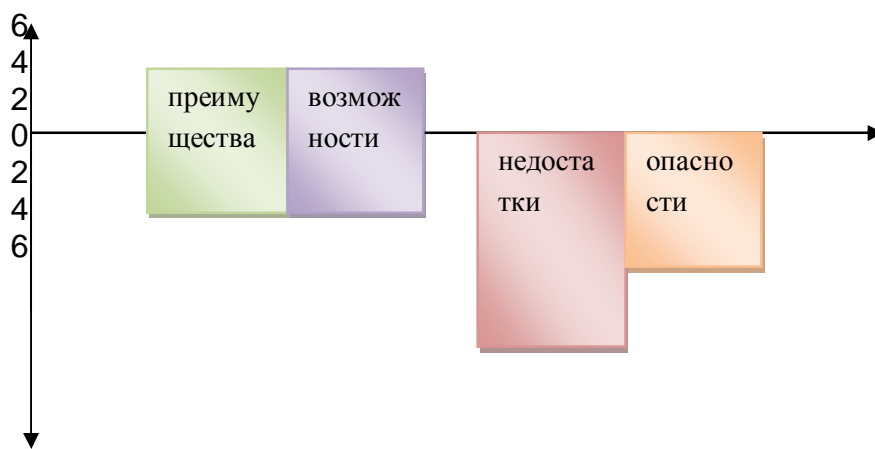 6
4
2
0
2
4
6
преиму
щества
возмож
ности
недоста
тки
опасно
сти